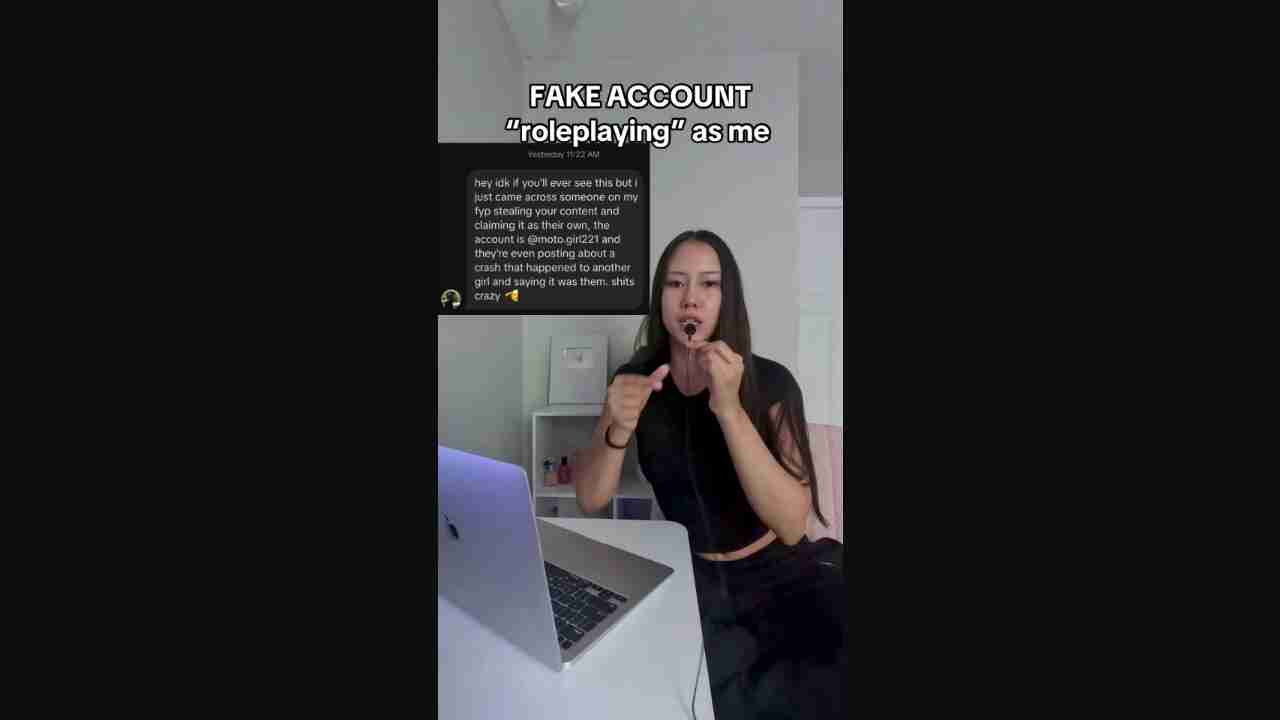 FAKE ACCOUNT
“roleplaying” as me
Yesterday 11:22 AM
hey idk if you'll ever see this but i
just came across someone on my
fyp stealing your content and
claiming it as their own, the
account is @moto.girl221 and
they're even posting about a
crash that happened to another
girl and saying it was them. shits
crazy 🫡